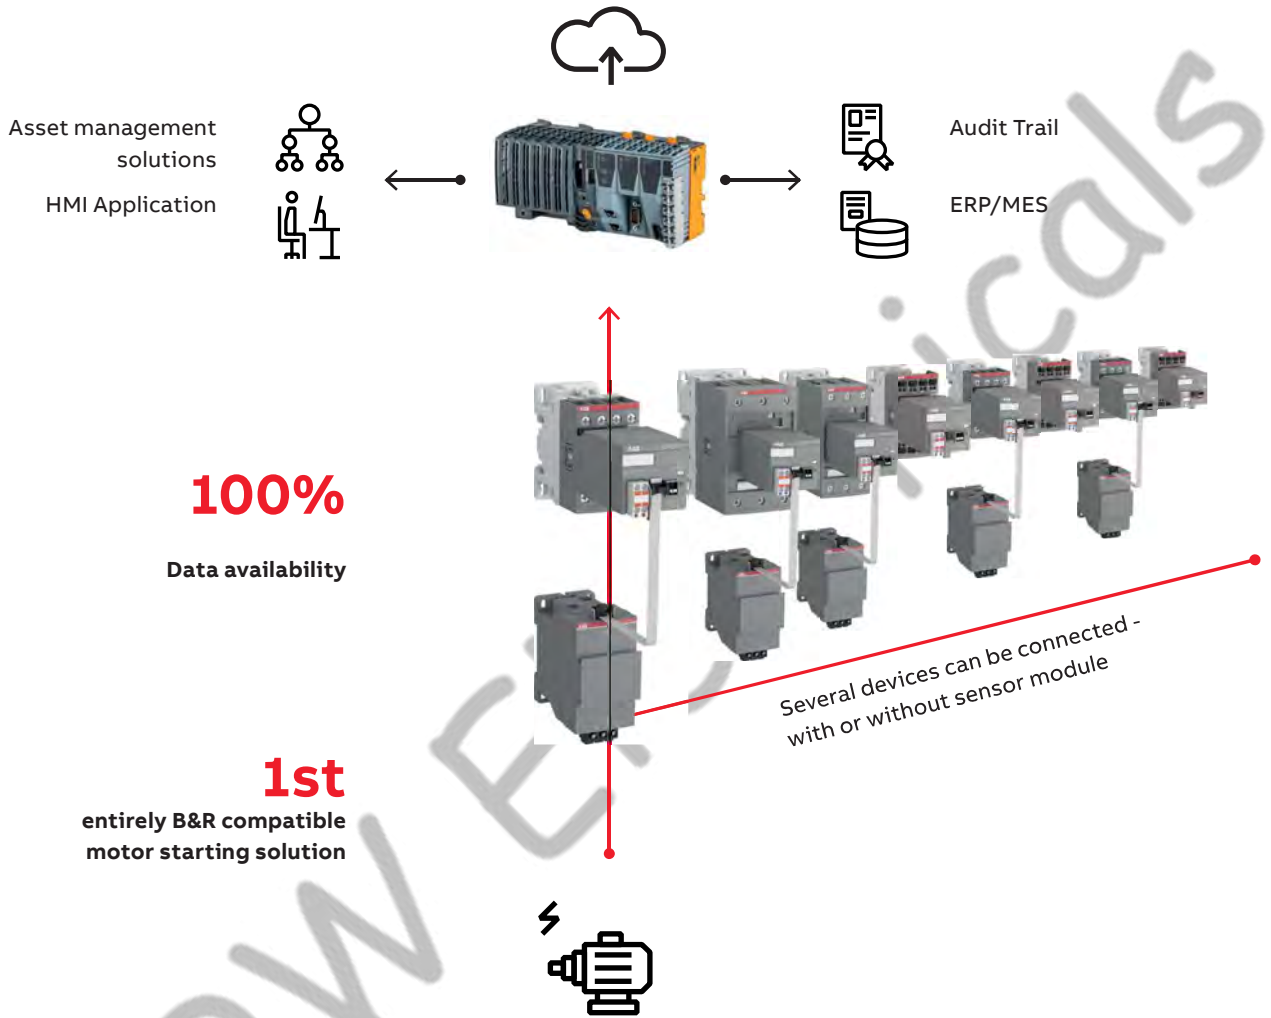 Asset management
solutions
HMI Application
Audit Trail
ERP/MES
100%
Data availability
Several devices can be connected -
with or without sensor module
1st
entirely B&R compatible
motor starting solution